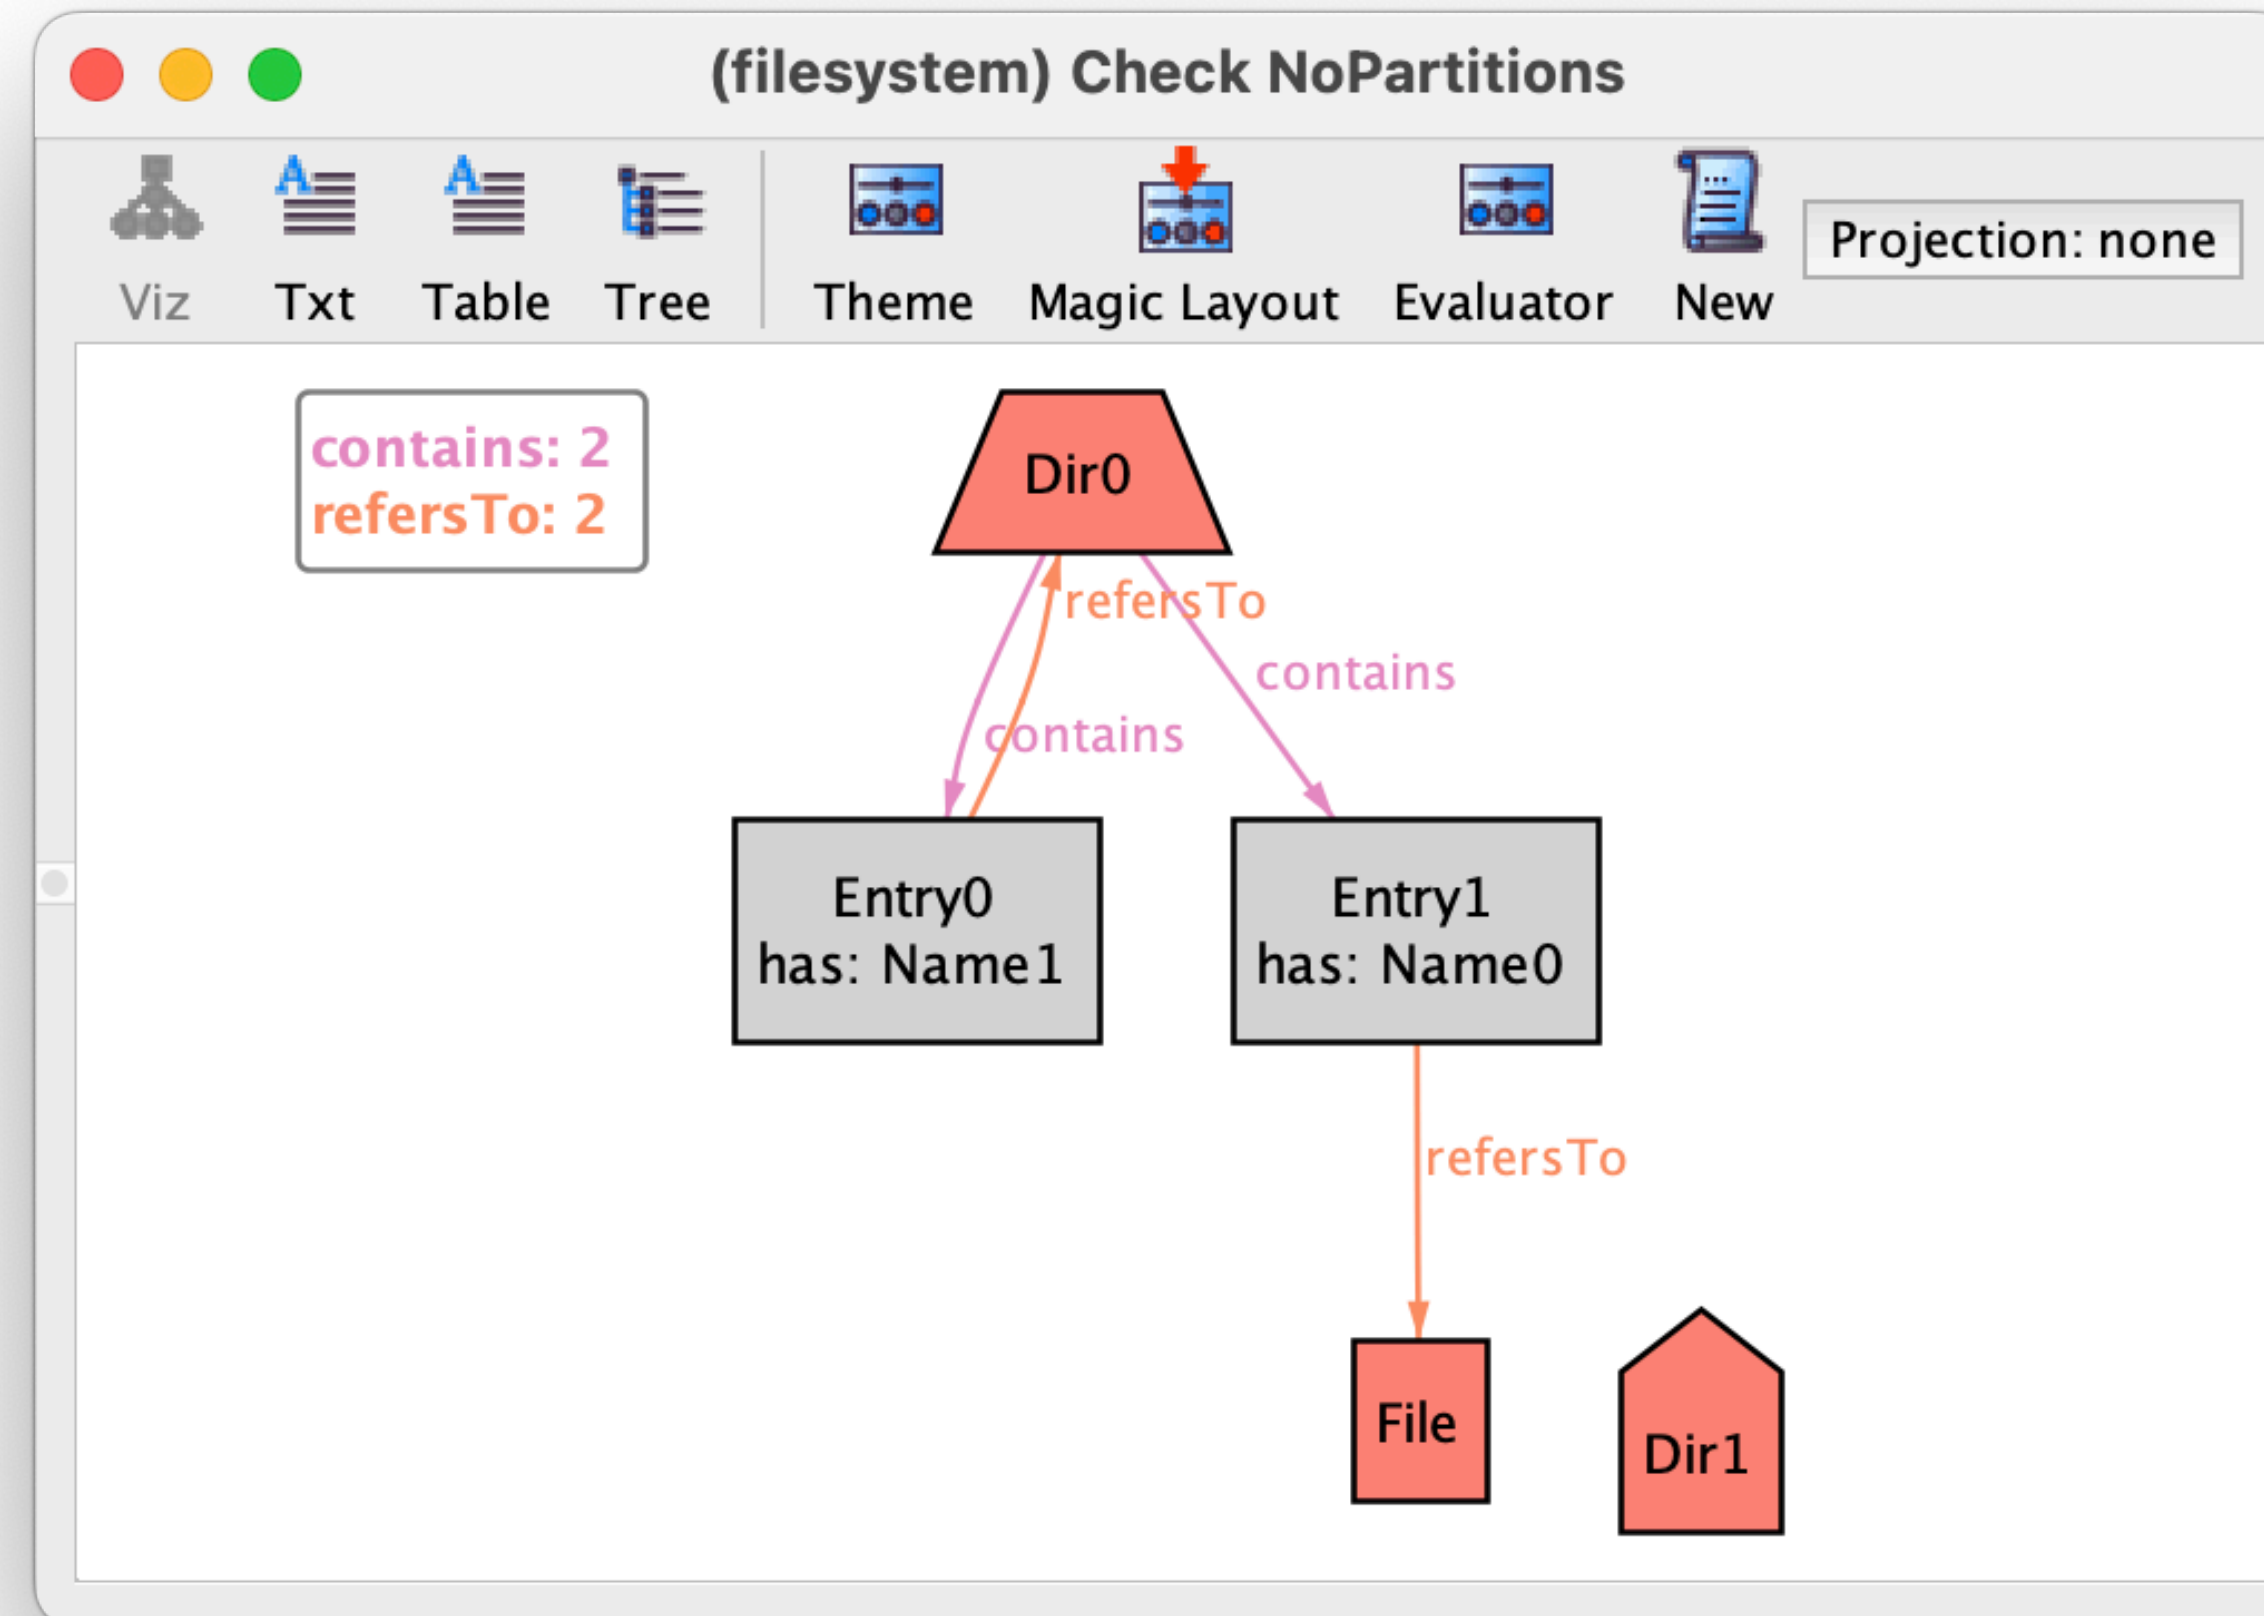 (filesystem) Check NoPartitions
Viz Txt Table Tree Theme Magic Layout Evaluator New Projection: none
contains: 2
refersTo: 2
Dir0
refersTo
contains
contains
Entry0
has: Name1
Entry1
has: Name0
refersTo
File
Dir1